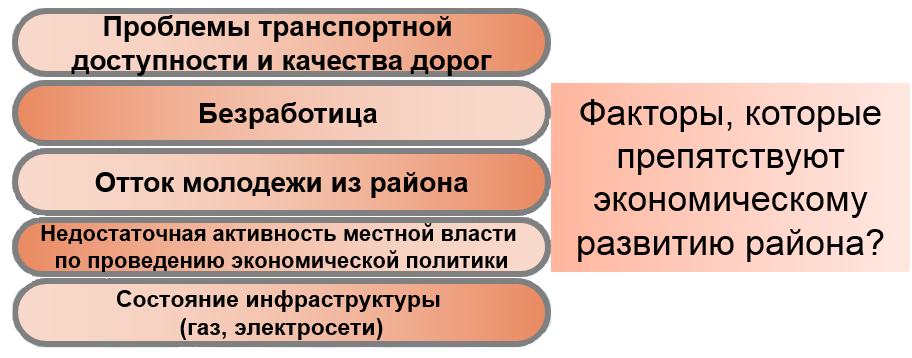 Проблемы транспортной
доступности и качества дорог
Безработица
Отток молодежи из района
Недостаточная активность местной власти
по проведению экономической политики
Состояние инфраструктуры
(газ, электросети)
Факторы, которые
препятствуют
экономическому
развитию района?